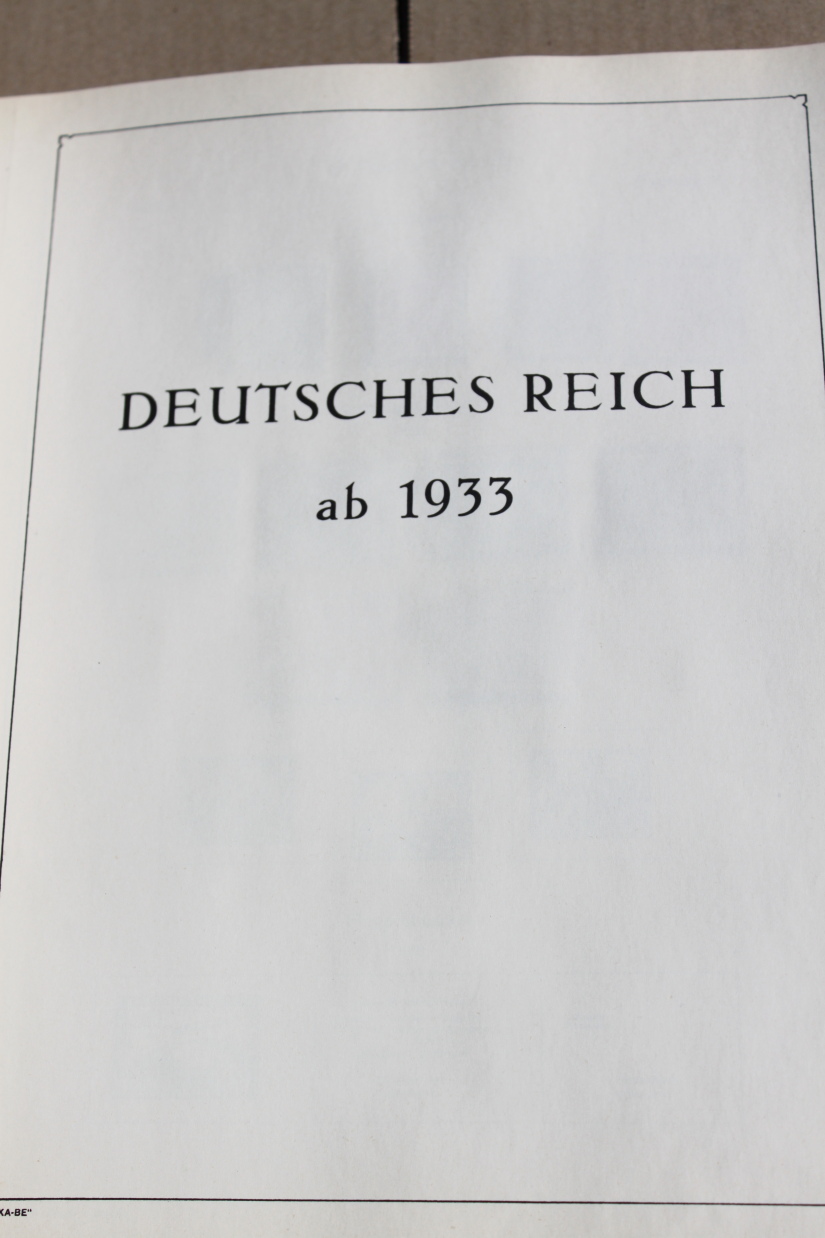 DEUTSCHES REICH
ab 1933
KA-BE"